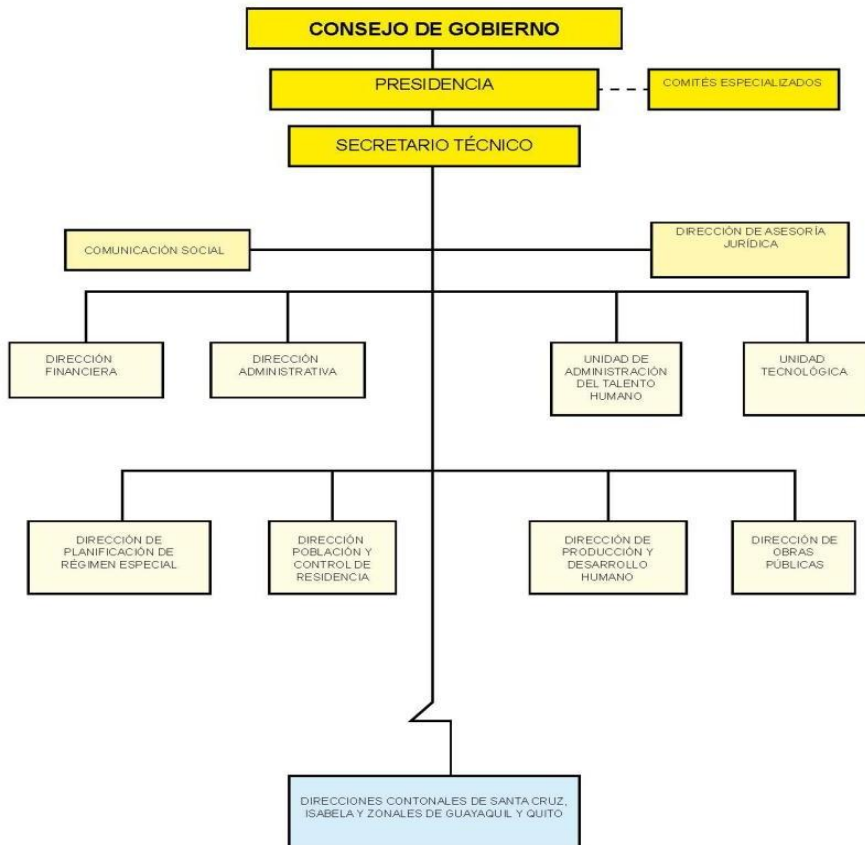 CONSEJO DE GOBIERNO
PRESIDENCIA
COMITÉS ESPECIALIZADOS
SECRETARIO TÉCNICO
COMUNICACIÓN SOCIAL
DIRECCIÓN DE ASESORÍA
JURÍDICA
DIRECCIÓN
FINANCIERA
DIRECCIÓN
ADMINISTRATIVA
UNIDAD DE
ADMINISTRACIÓN
DEL TALENTO
HUMANO
UNIDAD
TECNOLÓGICA
DIRECCIÓN DE
PLANIFICACIÓN DE
RÉGIMEN ESPECIAL
DIRECCIÓN
POBLACIÓN Y
CONTROL DE
RESIDENCIA
DIRECCIÓN DE
PRODUCCIÓN Y
DESARROLLO
HUMANO
DIRECCIÓN DE
OBRAS
PÚBLICAS
DIRECCIONES CONTONALES DE SANTA CRUZ,
ISABELA Y ZONALES DE GUAYAQUIL Y QUITO